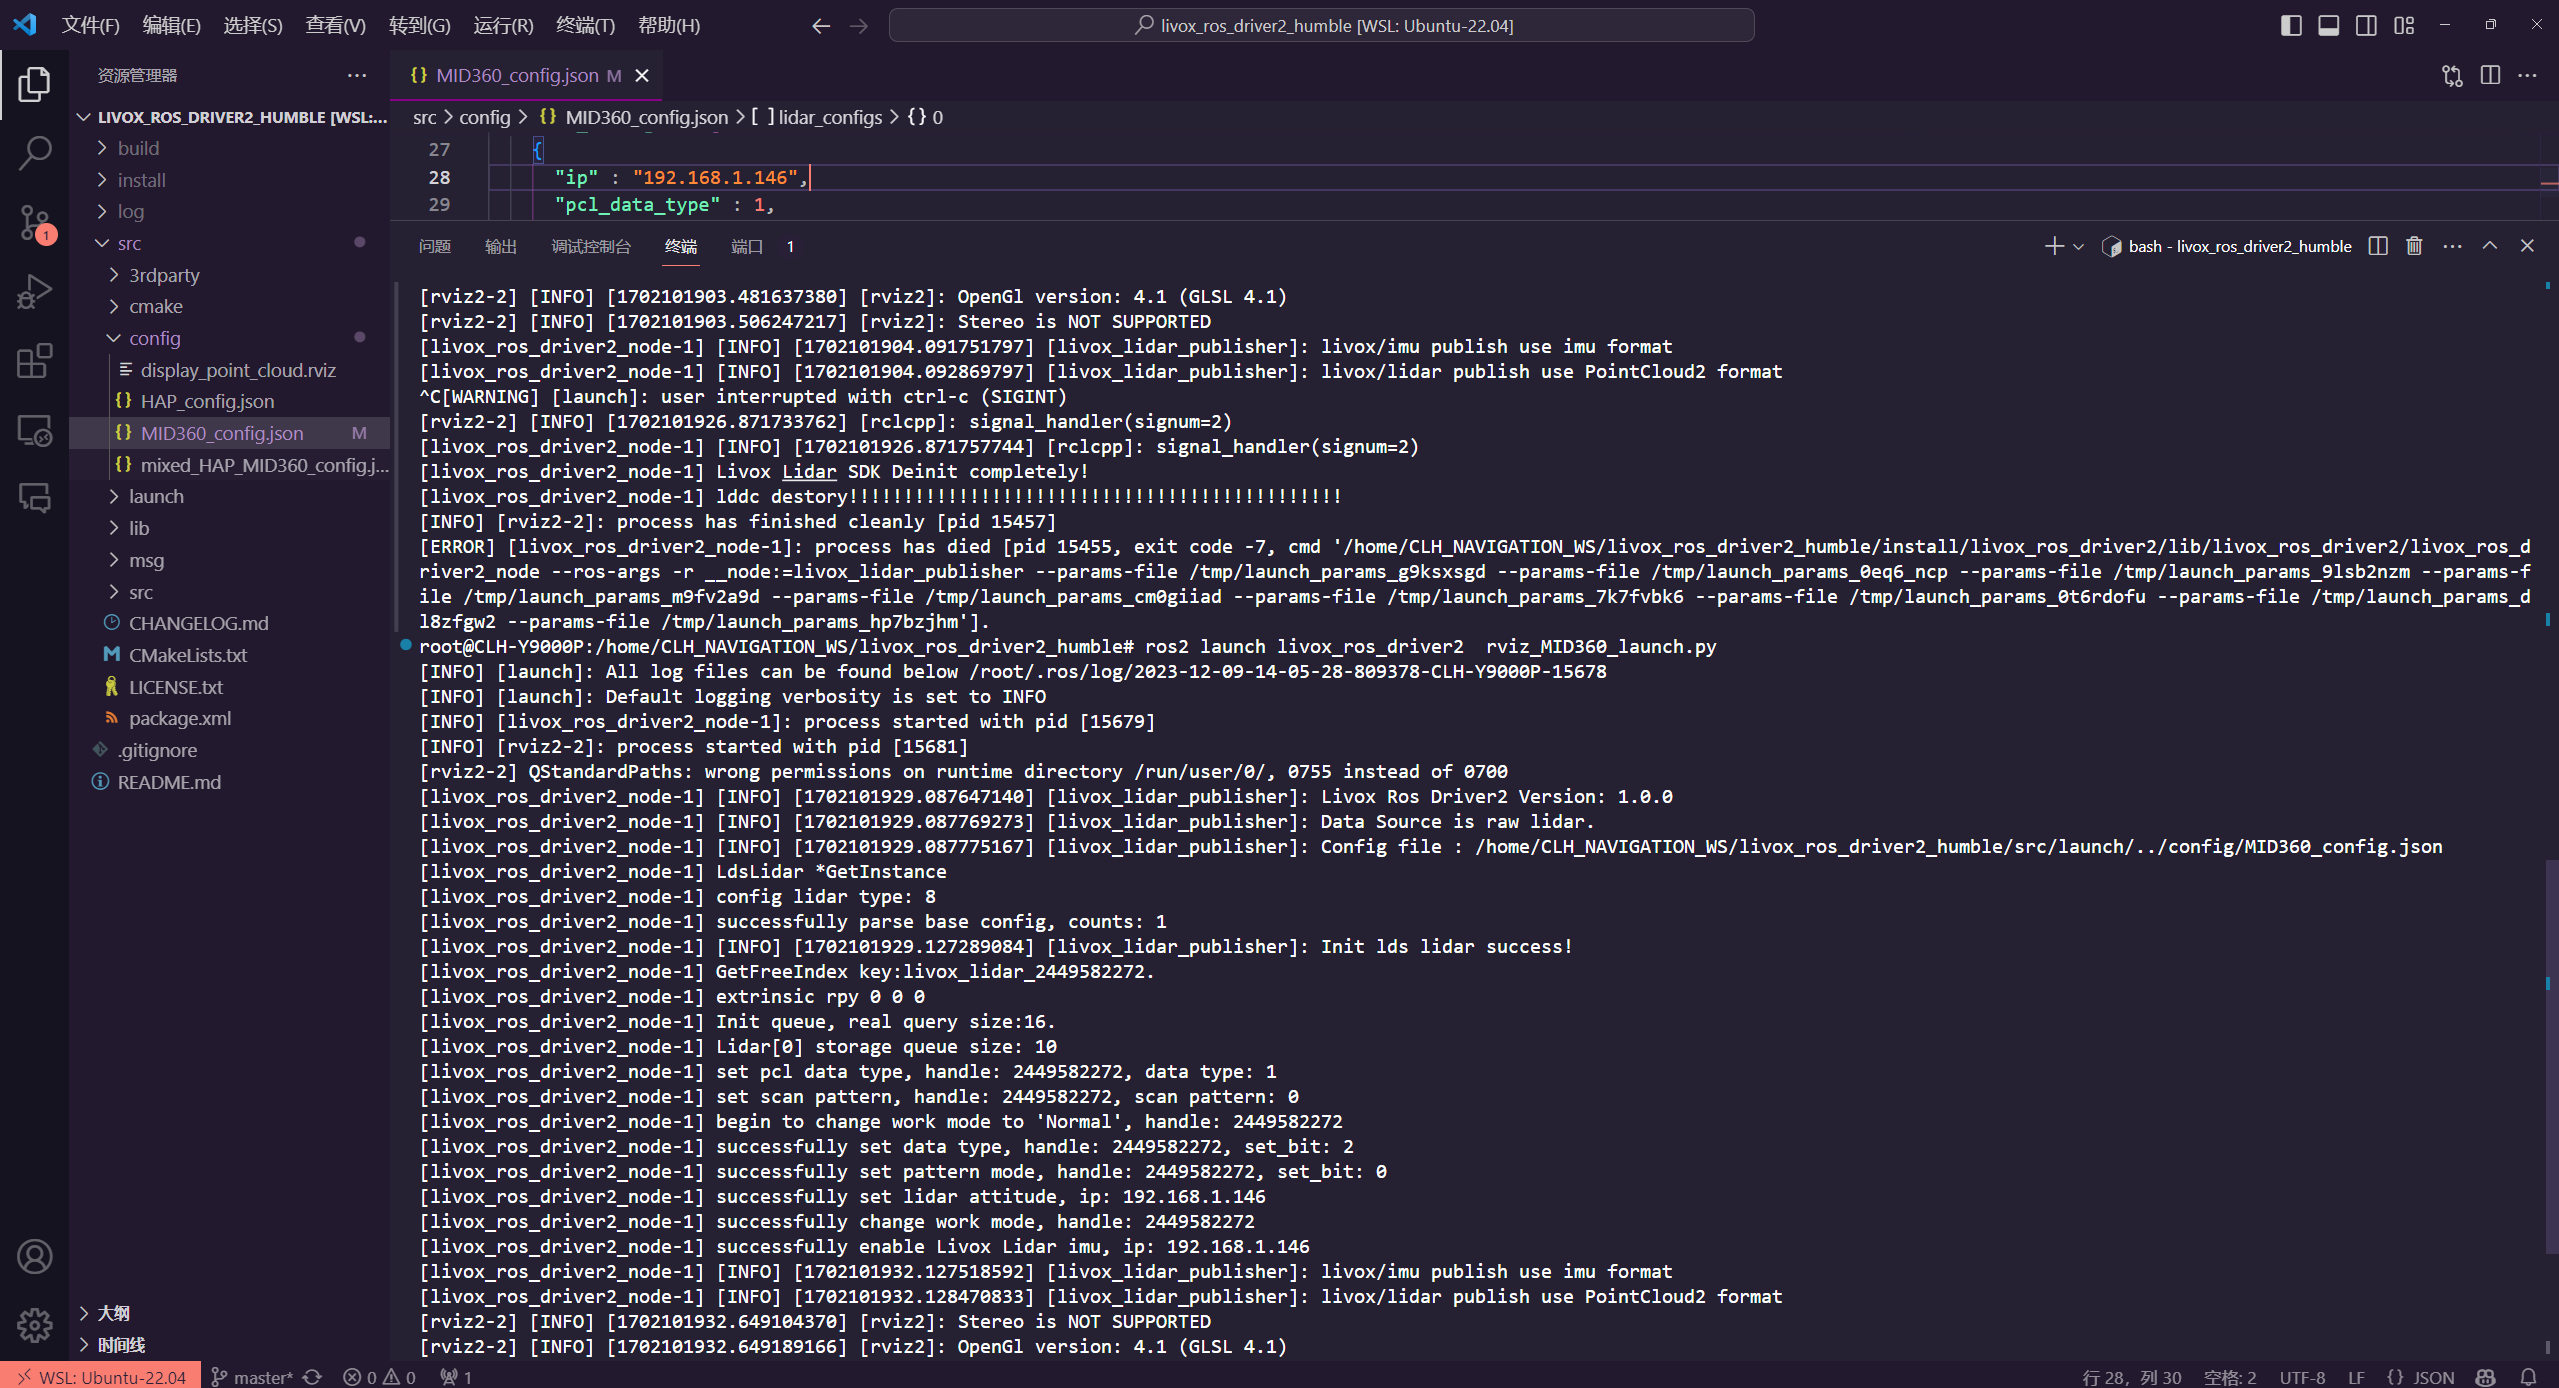 文件(F) 编辑(E) 选择(S) 查看(V) 转到(G) 运行(R) 终端(T) 帮助(H)
livox_ros_driver2_humble [WSL: Ubuntu-22.04]
资源管理器
LIVOX_ROS_DRIVER2_HUMBLE [WSL:...
build
install
log
src
3rdparty
cmake
config
display_point_cloud.rviz
HAP_config.json
MID360_config.json M
mixed_HAP_MID360_config.j...
launch
lib
msg
src
CHANGELOG.md
CMakeLists.txt
LICENSE.txt
package.xml
.gitignore
README.md
大纲
时间线
1
{} MID360_config.json M
src > config > {} MID360_config.json > [ ] lidar_configs > {} 0
27 {
28 "ip" : "192.168.1.146",
29 "pcl_data_type" : 1,
问题 输出 调试控制台 终端 端口 1
bash - livox_ros_driver2_humble
[rviz2-2] [INFO] [1702101903.481637380] [rviz2]: OpenGl version: 4.1 (GLSL 4.1)
[rviz2-2] [INFO] [1702101903.506247217] [rviz2]: Stereo is NOT SUPPORTED
[livox_ros_driver2_node-1] [INFO] [1702101904.091751797] [livox_lidar_publisher]: livox/imu publish use imu format
[livox_ros_driver2_node-1] [INFO] [1702101904.092869797] [livox_lidar_publisher]: livox/lidar publish use PointCloud2 format
^C[WARNING] [launch]: user interrupted with ctrl-c (SIGINT)
[rviz2-2] [INFO] [1702101926.871733762] [rclcpp]: signal_handler(signum=2)
[livox_ros_driver2_node-1] [INFO] [1702101926.871757744] [rclcpp]: signal_handler(signum=2)
[livox_ros_driver2_node-1] Livox Lidar SDK Deinit completely!
[livox_ros_driver2_node-1] lddc destory!!!!!!!!!!!!!!!!!!!!!!!!!!!!!!!!!!!!!!!!!!!!!
[INFO] [rviz2-2]: process has finished cleanly [pid 15457]
[ERROR] [livox_ros_driver2_node-1]: process has died [pid 15455, exit code -7, cmd '/home/CLH_NAVIGATION_WS/livox_ros_driver2_humble/install/livox_ros_driver2/lib/livox_ros_driver2/livox_ros_d
river2_node --ros-args -r __node:=livox_lidar_publisher --params-file /tmp/launch_params_g9ksxsgd --params-file /tmp/launch_params_0eq6_ncp --params-file /tmp/launch_params_9lsb2nzm --params-f
ile /tmp/launch_params_m9fv2a9d --params-file /tmp/launch_params_cm0giiad --params-file /tmp/launch_params_7k7fvbk6 --params-file /tmp/launch_params_0t6rdofu --params-file /tmp/launch_params_d
l8zfgw2 --params-file /tmp/launch_params_hp7bzjhm'].
root@CLH-Y9000P:/home/CLH_NAVIGATION_WS/livox_ros_driver2_humble# ros2 launch livox_ros_driver2  rviz_MID360_launch.py
[INFO] [launch]: All log files can be found below /root/.ros/log/2023-12-09-14-05-28-809378-CLH-Y9000P-15678
[INFO] [launch]: Default logging verbosity is set to INFO
[INFO] [livox_ros_driver2_node-1]: process started with pid [15679]
[INFO] [rviz2-2]: process started with pid [15681]
[rviz2-2] QStandardPaths: wrong permissions on runtime directory /run/user/0/, 0755 instead of 0700
[livox_ros_driver2_node-1] [INFO] [1702101929.087647140] [livox_lidar_publisher]: Livox Ros Driver2 Version: 1.0.0
[livox_ros_driver2_node-1] [INFO] [1702101929.087769273] [livox_lidar_publisher]: Data Source is raw lidar.
[livox_ros_driver2_node-1] [INFO] [1702101929.087775167] [livox_lidar_publisher]: Config file : /home/CLH_NAVIGATION_WS/livox_ros_driver2_humble/src/launch/../config/MID360_config.json
[livox_ros_driver2_node-1] LdsLidar *GetInstance
[livox_ros_driver2_node-1] config lidar type: 8
[livox_ros_driver2_node-1] successfully parse base config, counts: 1
[livox_ros_driver2_node-1] [INFO] [1702101929.127289084] [livox_lidar_publisher]: Init lds lidar success!
[livox_ros_driver2_node-1] GetFreeIndex key:livox_lidar_2449582272.
[livox_ros_driver2_node-1] extrinsic rpy 0 0 0
[livox_ros_driver2_node-1] Init queue, real query size:16.
[livox_ros_driver2_node-1] Lidar[0] storage queue size: 10
[livox_ros_driver2_node-1] set pcl data type, handle: 2449582272, data type: 1
[livox_ros_driver2_node-1] set scan pattern, handle: 2449582272, scan pattern: 0
[livox_ros_driver2_node-1] begin to change work mode to 'Normal', handle: 2449582272
[livox_ros_driver2_node-1] successfully set data type, handle: 2449582272, set_bit: 2
[livox_ros_driver2_node-1] successfully set pattern mode, handle: 2449582272, set_bit: 0
[livox_ros_driver2_node-1] successfully set lidar attitude, ip: 192.168.1.146
[livox_ros_driver2_node-1] successfully change work mode, handle: 2449582272
[livox_ros_driver2_node-1] successfully enable Livox Lidar imu, ip: 192.168.1.146
[livox_ros_driver2_node-1] [INFO] [1702101932.127518592] [livox_lidar_publisher]: livox/imu publish use imu format
[livox_ros_driver2_node-1] [INFO] [1702101932.128470833] [livox_lidar_publisher]: livox/lidar publish use PointCloud2 format
[rviz2-2] [INFO] [1702101932.649104370] [rviz2]: Stereo is NOT SUPPORTED
[rviz2-2] [INFO] [1702101932.649189166] [rviz2]: OpenGl version: 4.1 (GLSL 4.1)
WSL: Ubuntu-22.04 master* 0 0 1 行 28，列 30 空格: 2 UTF-8 LF {} JSON